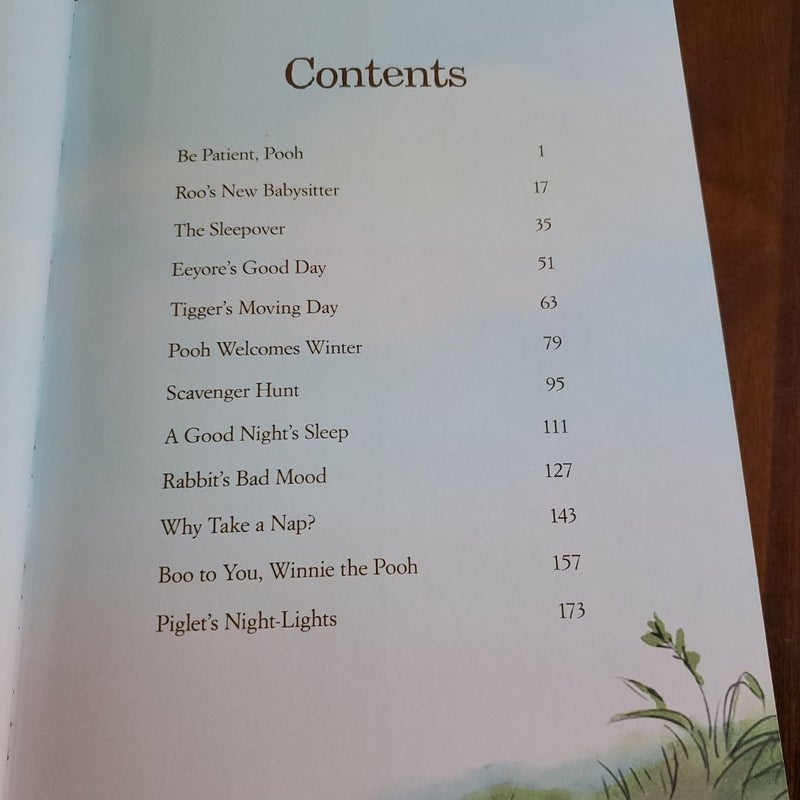 Contents
Be Patient, Pooh 1
Roo's New Babysitter 17
The Sleepover 35
Eeyore's Good Day 51
Tigger's Moving Day 63
Pooh Welcomes Winter 79
Scavenger Hunt 95
A Good Night's Sleep 111
Rabbit's Bad Mood 127
Why Take a Nap? 143
Boo to You, Winnie the Pooh 157
Piglet's Night-Lights 173